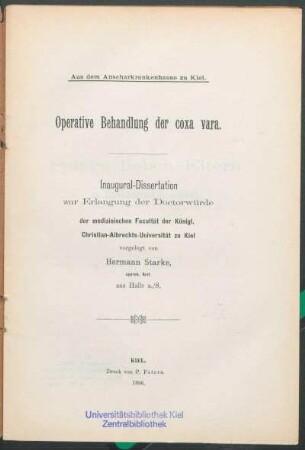 Aus dem Anscharkrankenhause zu Kiel.
Operative Behandlung der coxa vara.
Inaugural-Dissertation
zur Erlangung der Doctorwürde
der medizinischen Facultät der Königl.
Christian-Albrechts-Universität zu Kiel
vorgelegt von
Hermann Starke,
approb. Arzt
aus Halle a./S.
KIEL.
Druck von P. Peters.
Universitätsbibliothek Kiel
Zentralbibliothek